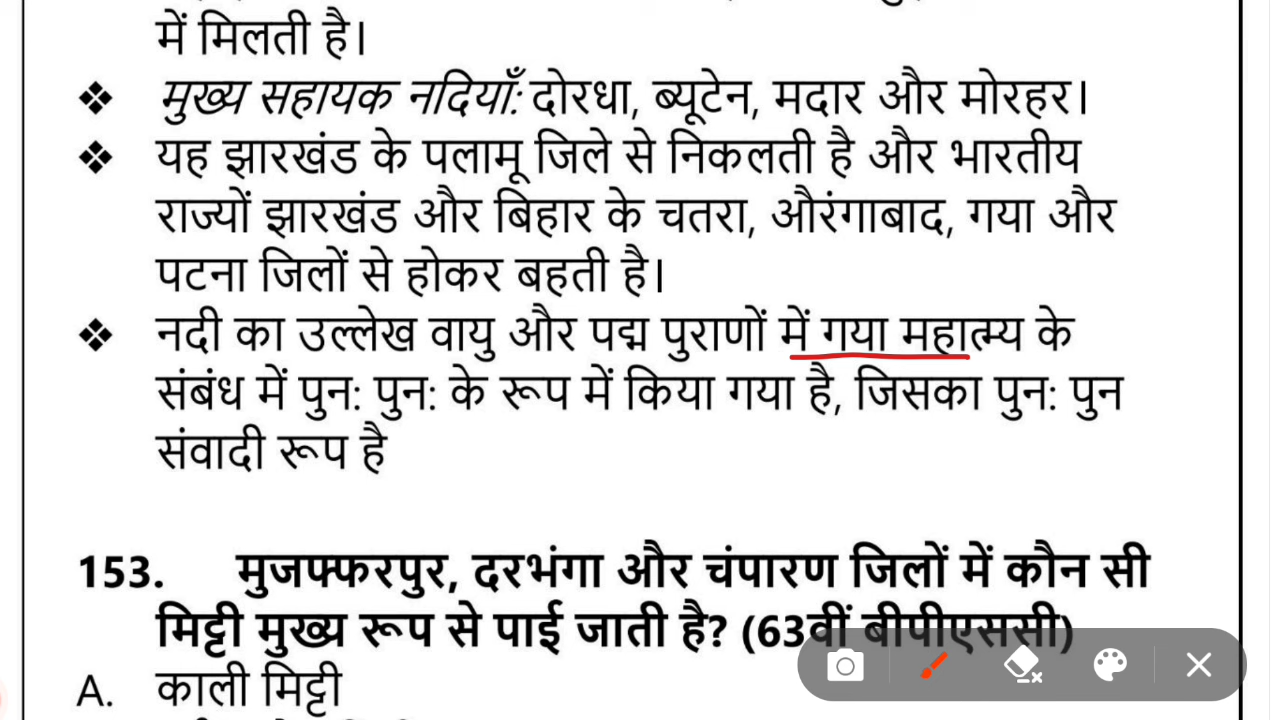 में मिलती है।
❖ मुख्य सहायक नदियाँ: दोरधा, ब्यूटेन, मदार और मोरहर।
❖ यह झारखंड के पलामू जिले से निकलती है और भारतीय
राज्यों झारखंड और बिहार के चतरा, औरंगाबाद, गया और
पटना जिलों से होकर बहती है।
❖ नदी का उल्लेख वायु और पद्म पुराणों में गया महात्म्य के
संबंध में पुन: पुन: के रूप में किया गया है, जिसका पुन: पुन
संवादी रूप है
153. मुजफ्फरपुर, दरभंगा और चंपारण जिलों में कौन सी
मिट्टी मुख्य रूप से पाई जाती है? (63वीं बीपीएससी)
A. काली मिट्टी